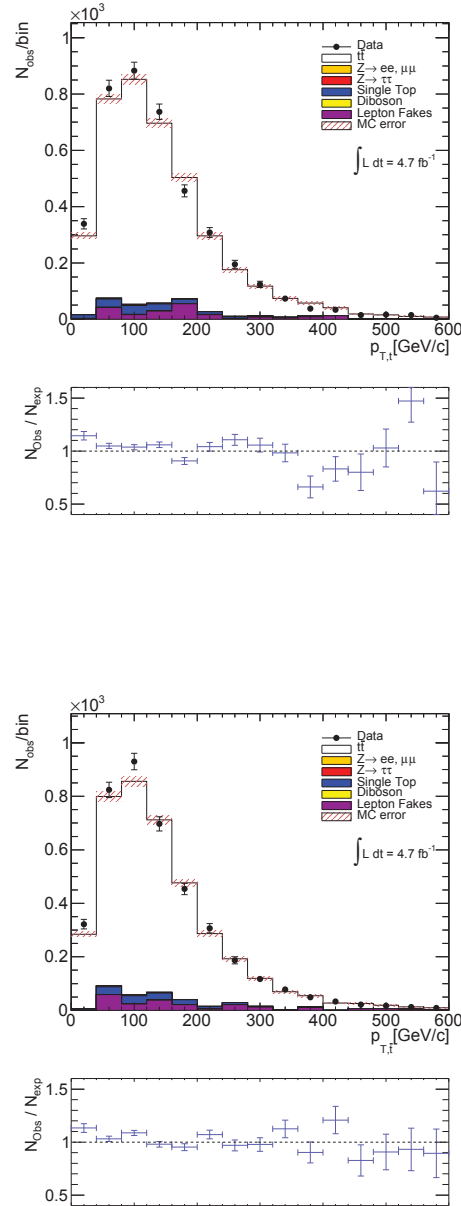 ×10³
N_obs/bin
1
0.8
0.6
0.4
0.2
0
Data
tt̄
Z→ ee, μμ
Z→ ττ
Single Top
Diboson
Lepton Fakes
MC error
∫ L dt = 4.7 fb⁻¹
0 100 200 300 400 500 600
p_T,t[GeV/c]
N_Obs / N_exp
1.5
1
0.5
×10³
N_obs/bin
1
0.8
0.6
0.4
0.2
0
Data
tt̄
Z→ ee, μμ
Z→ ττ
Single Top
Diboson
Lepton Fakes
MC error
∫ L dt = 4.7 fb⁻¹
0 100 200 300 400 500 600
p_T,t̄[GeV/c]
N_Obs / N_exp
1.5
1
0.5